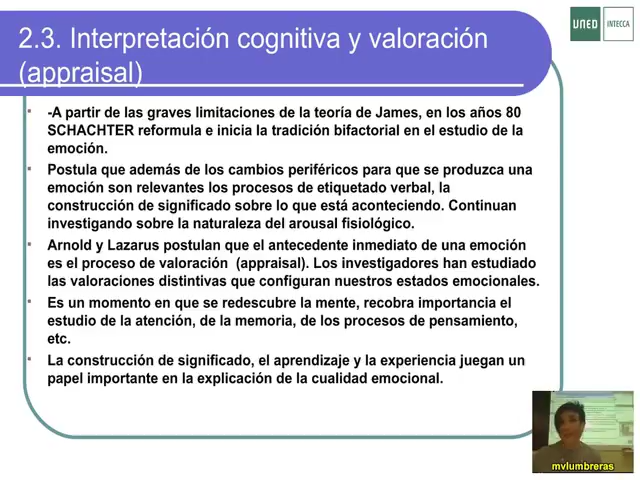 2.3. Interpretación cognitiva y valoración
(appraisal)
UNED INTECCA
-A partir de las graves limitaciones de la teoría de James, en los años 80
SCHACHTER reformula e inicia la tradición bifactorial en el estudio de la
emoción.
Postula que además de los cambios periféricos para que se produzca una
emoción son relevantes los procesos de etiquetado verbal, la
construcción de significado sobre lo que está aconteciendo. Continuan
investigando sobre la naturaleza del arousal fisiológico.
Arnold y Lazarus postulan que el antecedente inmediato de una emoción
es el proceso de valoración (appraisal). Los investigadores han estudiado
las valoraciones distintivas que configuran nuestros estados emocionales.
Es un momento en que se redescubre la mente, recobra importancia el
estudio de la atención, de la memoria, de los procesos de pensamiento,
etc.
La construcción de significado, el aprendizaje y la experiencia juegan un
papel importante en la explicación de la cualidad emocional.
mvlumbreras